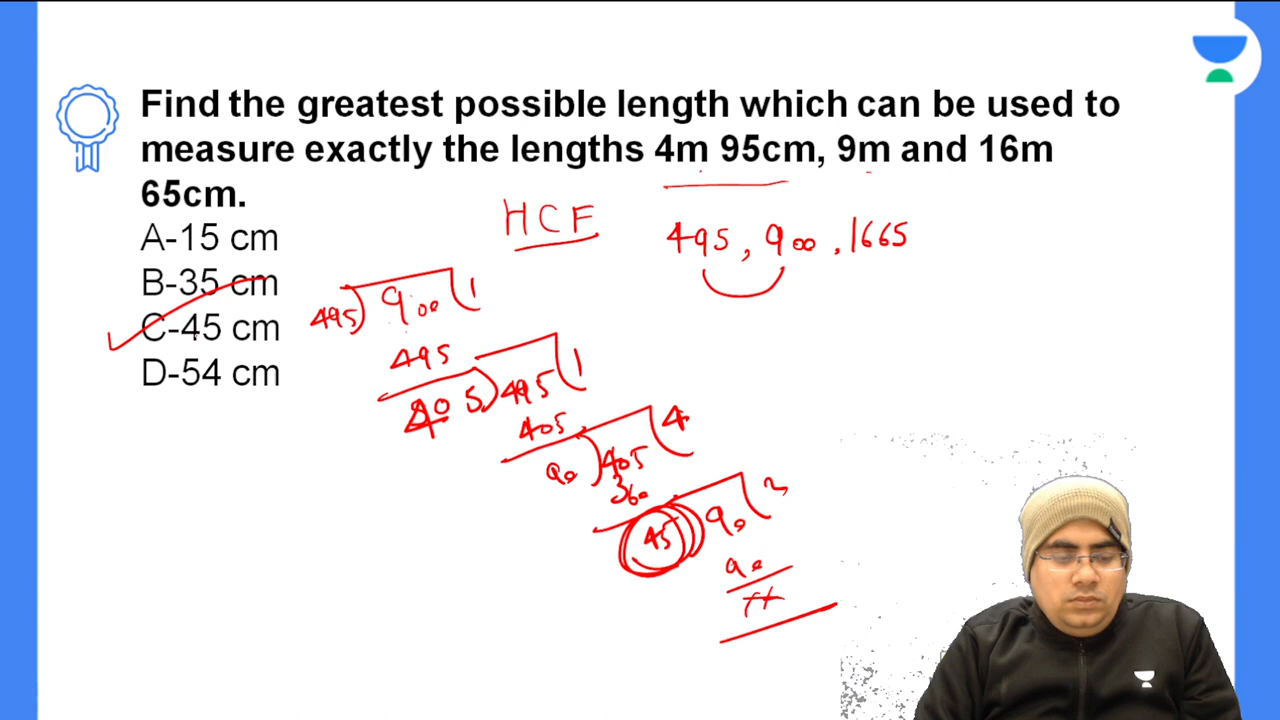 Find the greatest possible length which can be used to
measure exactly the lengths 4m 95cm, 9m and 16m
65cm.
A-15 cm
B-35 cm
C-45 cm
D-54 cm
HCF
495, 900, 1665
495) 900 (1
495
405) 495 (1
405
90) 405 (4
360
45) 90 (2
90